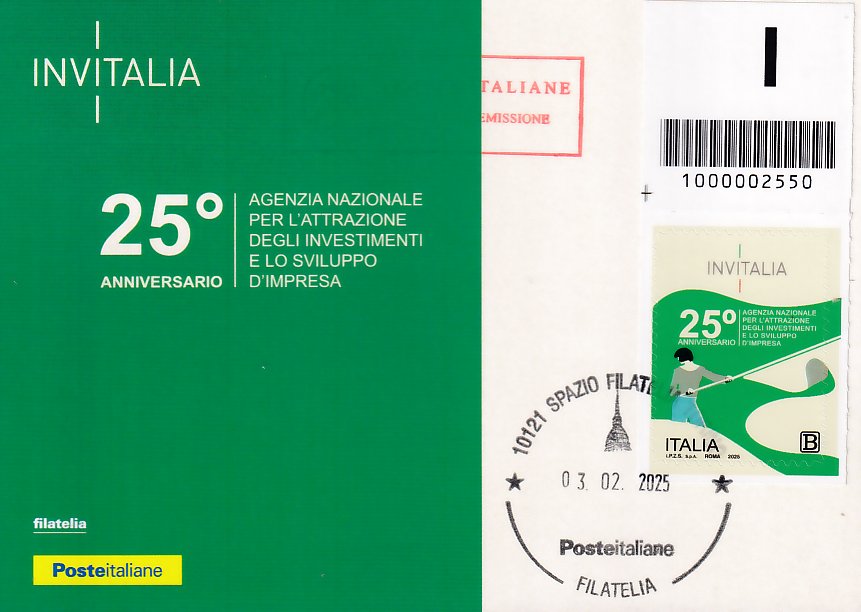 INVITALIA
25° ANNIVERSARIO
AGENZIA NAZIONALE
PER L'ATTRAZIONE
DEGLI INVESTIMENTI
E LO SVILUPPO
D'IMPRESA
filatelia
Posteitaliane
TALIANE
EMISSIONE
1000002550
INVITALIA
25° ANNIVERSARIO
AGENZIA NAZIONALE
PER L'ATTRAZIONE
DEGLI INVESTIMENTI
E LO SVILUPPO
D'IMPRESA
ITALIA
B
I.P.Z.S. S.p.A. ROMA 2025
10121 SPAZIO FILATE
03. 02. 2025
Posteitaliane
FILATELIA